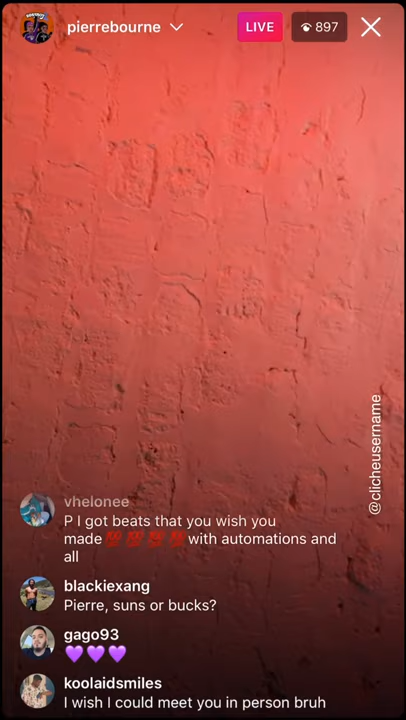 pierrebourne
LIVE
897
@clicheusername
vhelonee
P I got beats that you wish you
made 💯 💯 💯 💯 with automations and
all
blackiexang
Pierre, suns or bucks?
gago93
💜💜💜
koolaidsmiles
I wish I could meet you in person bruh